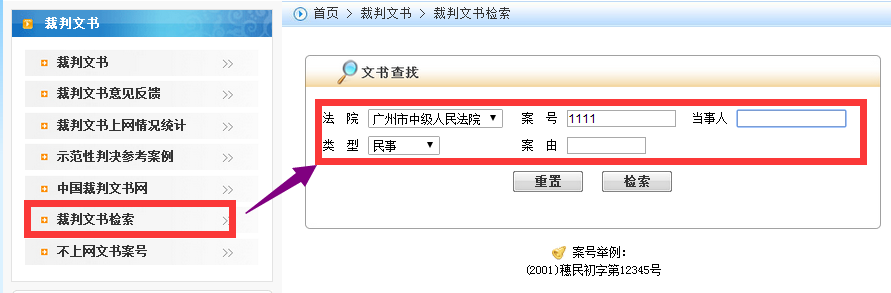 裁判文书
裁判文书
裁判文书意见反馈
裁判文书上网情况统计
示范性判决参考案例
中国裁判文书网
裁判文书检索
不上网文书案号
首页 > 裁判文书 > 裁判文书检索
文书查找
法 院 广州市中级人民法院 案 号 1111 当事人
类 型 民事 案 由
重置 检索
案号举例：
(2001)穗民初字第12345号